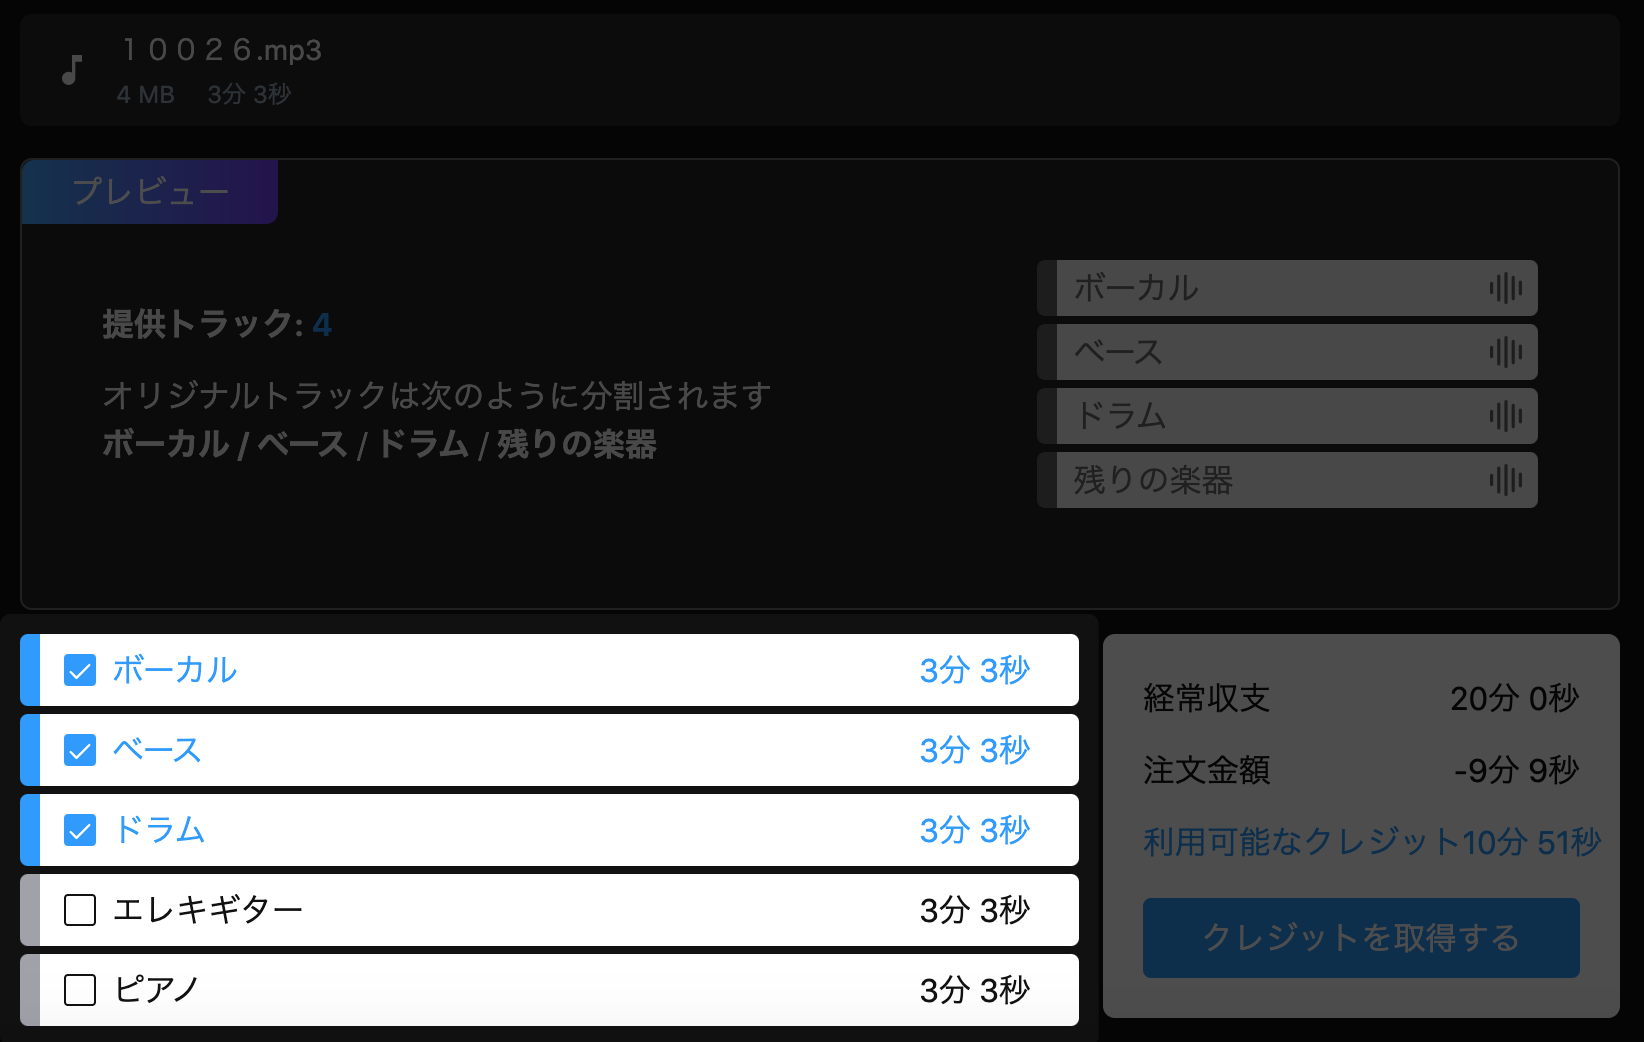 １００２６.mp3
4 MB 3分 3秒
プレビュー
提供トラック: 4
オリジナルトラックは次のように分割されます
ボーカル / ベース / ドラム / 残りの楽器
ボーカル
ベース
ドラム
残りの楽器
ボーカル 3分 3秒
ベース 3分 3秒
ドラム 3分 3秒
エレキギター 3分 3秒
ピアノ 3分 3秒
経常収支 20分 0秒
注文金額 -9分 9秒
利用可能なクレジット10分 51秒
クレジットを取得する